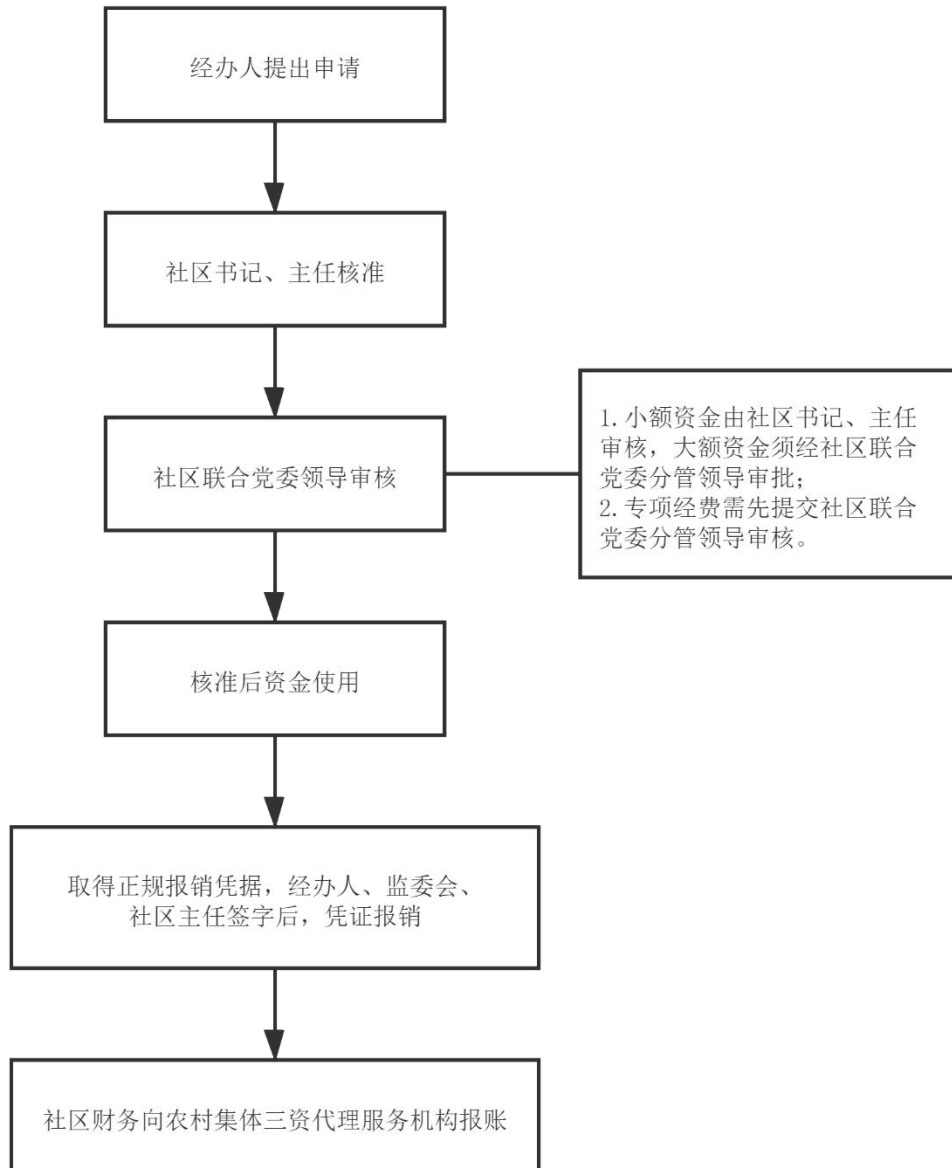 经办人提出申请
社区书记、主任核准
社区联合党委领导审核
1.小额资金由社区书记、主任
审核，大额资金须经社区联合
党委分管领导审批；
2.专项经费需先提交社区联合
党委分管领导审核。
核准后资金使用
取得正规报销凭据，经办人、监委会、
社区主任签字后，凭证报销
社区财务向农村集体三资代理服务机构报账